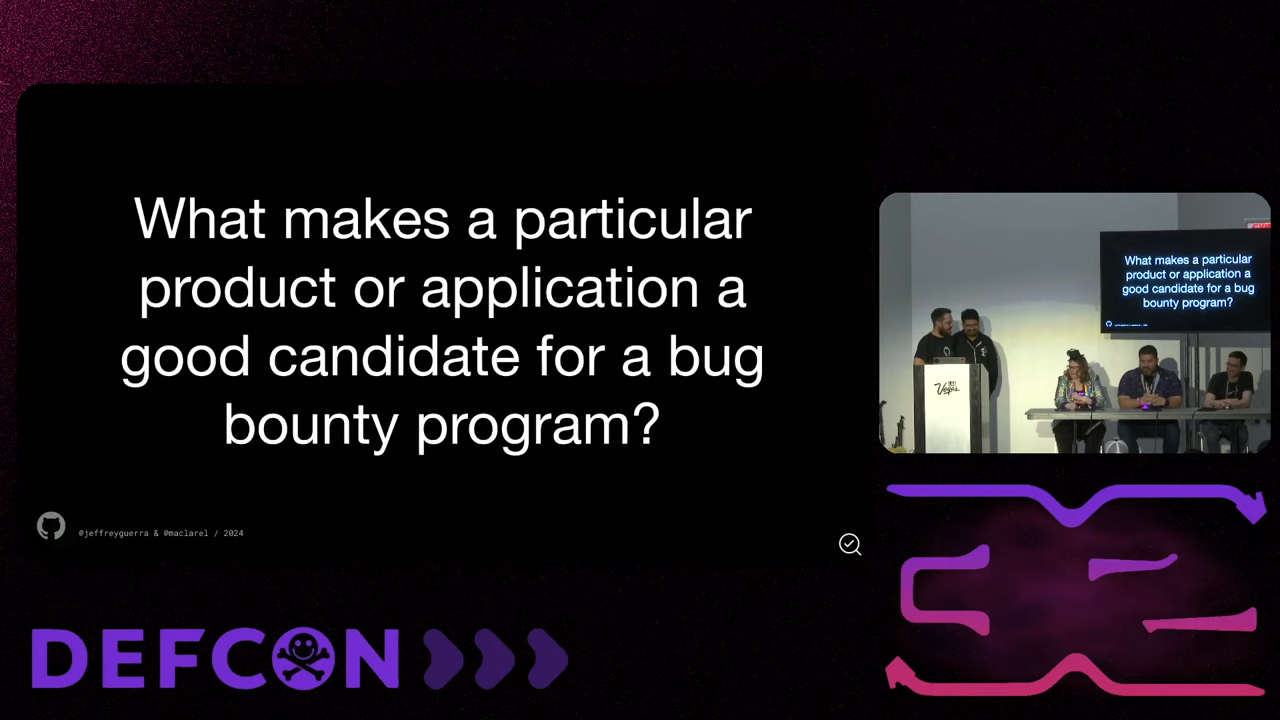 What makes a particular
product or application a
good candidate for a bug
bounty program?
@jeffreyguerra & @maclarel / 2024
What makes a particular
product or application a
good candidate for a bug
bounty program?
Vegas
DEFCON